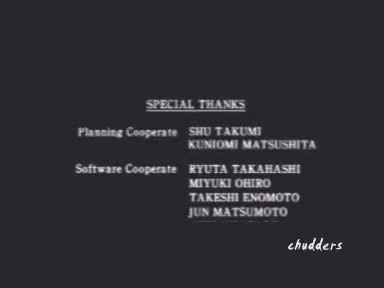 SPECIAL THANKS
Planning Cooperate SHU TAKUMI
KUNIOMI MATSUSHITA
Software Cooperate RYUTA TAKAHASHI
MIYUKI OHIRO
TAKESHI ENOMOTO
JUN MATSUMOTO
chudders